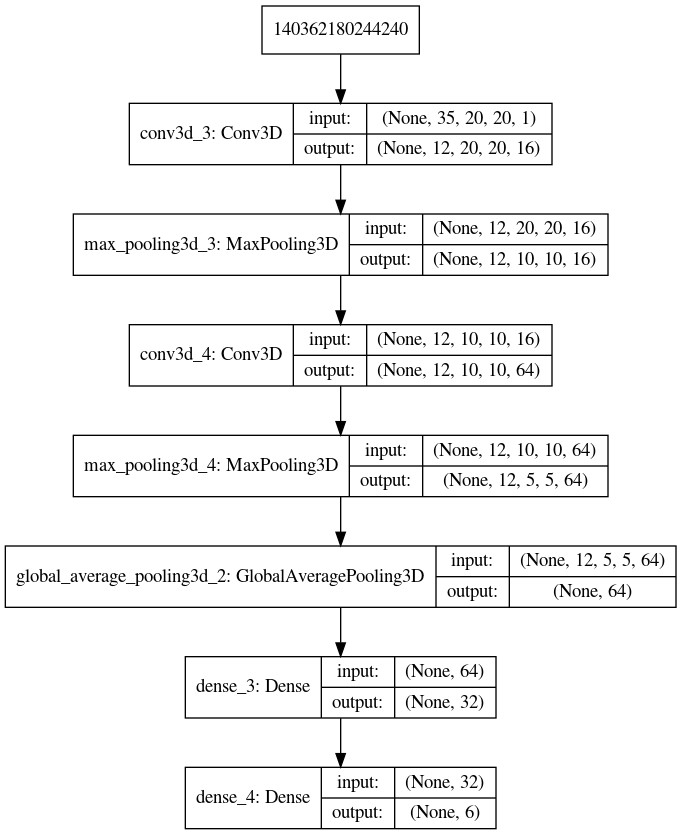 140362180244240
conv3d_3: Conv3D
input: (None, 35, 20, 20, 1)
output: (None, 12, 20, 20, 16)
max_pooling3d_3: MaxPooling3D
input: (None, 12, 20, 20, 16)
output: (None, 12, 10, 10, 16)
conv3d_4: Conv3D
input: (None, 12, 10, 10, 16)
output: (None, 12, 10, 10, 64)
max_pooling3d_4: MaxPooling3D
input: (None, 12, 10, 10, 64)
output: (None, 12, 5, 5, 64)
global_average_pooling3d_2: GlobalAveragePooling3D
input: (None, 12, 5, 5, 64)
output: (None, 64)
dense_3: Dense
input: (None, 64)
output: (None, 32)
dense_4: Dense
input: (None, 32)
output: (None, 6)